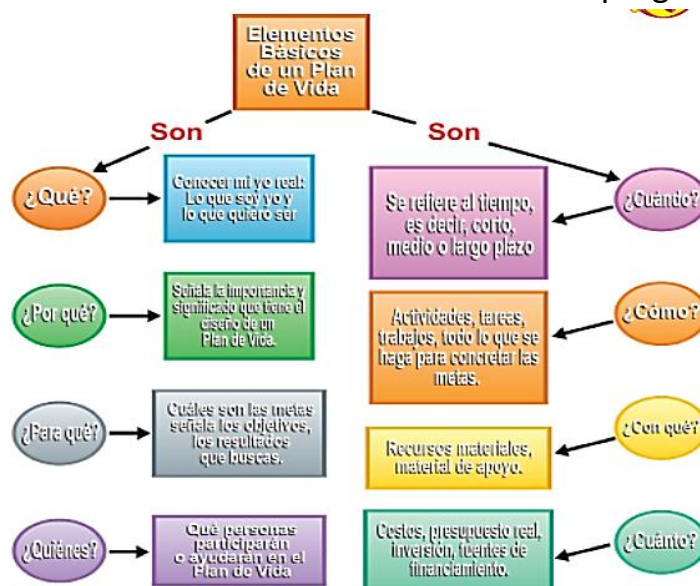 Elementos
Básicos
de un Plan
de Vida
Son
Son
¿Qué?
Conocer mi yo real:
Lo que soy yo y
lo que quiero ser
¿Por qué?
Señala la importancia y
significado que tiene el
diseño de un
Plan de Vida.
¿Para qué?
Cuáles son las metas
señala los objetivos,
los resultados
que buscas.
¿Quiénes?
Qué personas
participarán
o ayudarán en el
Plan de Vida
¿Cuándo?
Se refiere al tiempo,
es decir, corto,
medio o largo plazo
¿Cómo?
Actividades, tareas,
trabajos, todo lo que se
haga para concretar las
metas.
¿Con qué?
Recursos materiales,
material de apoyo.
¿Cuánto?
Costos, presupuesto real,
inversión, fuentes de
financiamiento.